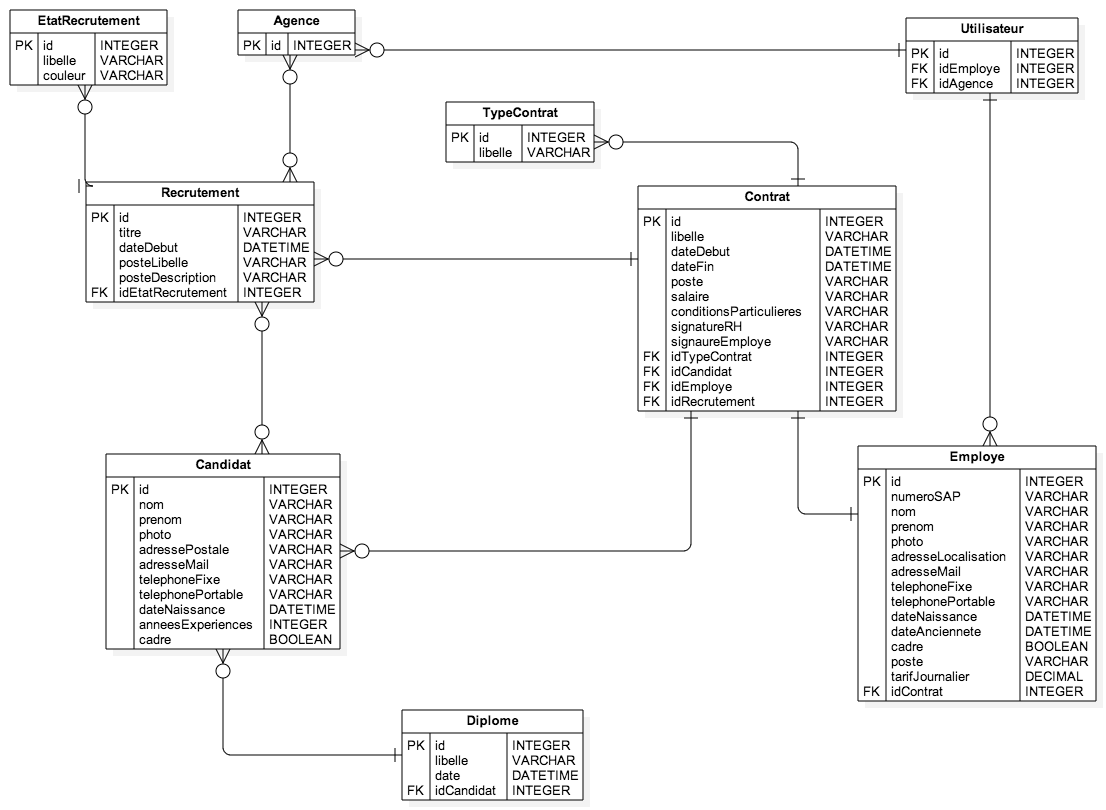 EtatRecrutement
PK id INTEGER
libelle VARCHAR
couleur VARCHAR
Agence
PK id INTEGER
Utilisateur
PK id INTEGER
FK idEmploye INTEGER
FK idAgence INTEGER
TypeContrat
PK id INTEGER
libelle VARCHAR
Recrutement
PK id INTEGER
titre VARCHAR
dateDebut DATETIME
posteLibelle VARCHAR
posteDescription VARCHAR
FK idEtatRecrutement INTEGER
Contrat
PK id INTEGER
libelle VARCHAR
dateDebut DATETIME
dateFin DATETIME
poste VARCHAR
salaire VARCHAR
conditionsParticulieres VARCHAR
signatureRH VARCHAR
signaureEmploye VARCHAR
FK idTypeContrat INTEGER
FK idCandidat INTEGER
FK idEmploye INTEGER
FK idRecrutement INTEGER
Candidat
PK id INTEGER
nom VARCHAR
prenom VARCHAR
photo VARCHAR
adressePostale VARCHAR
adresseMail VARCHAR
telephoneFixe VARCHAR
telephonePortable VARCHAR
dateNaissance DATETIME
anneesExperiences INTEGER
cadre BOOLEAN
Employe
PK id INTEGER
numeroSAP VARCHAR
nom VARCHAR
prenom VARCHAR
photo VARCHAR
adresseLocalisation VARCHAR
adresseMail VARCHAR
telephoneFixe VARCHAR
telephonePortable VARCHAR
dateNaissance DATETIME
dateAnciennete DATETIME
cadre BOOLEAN
poste VARCHAR
tarifJournalier DECIMAL
FK idContrat INTEGER
Diplome
PK id INTEGER
libelle VARCHAR
date DATETIME
FK idCandidat INTEGER